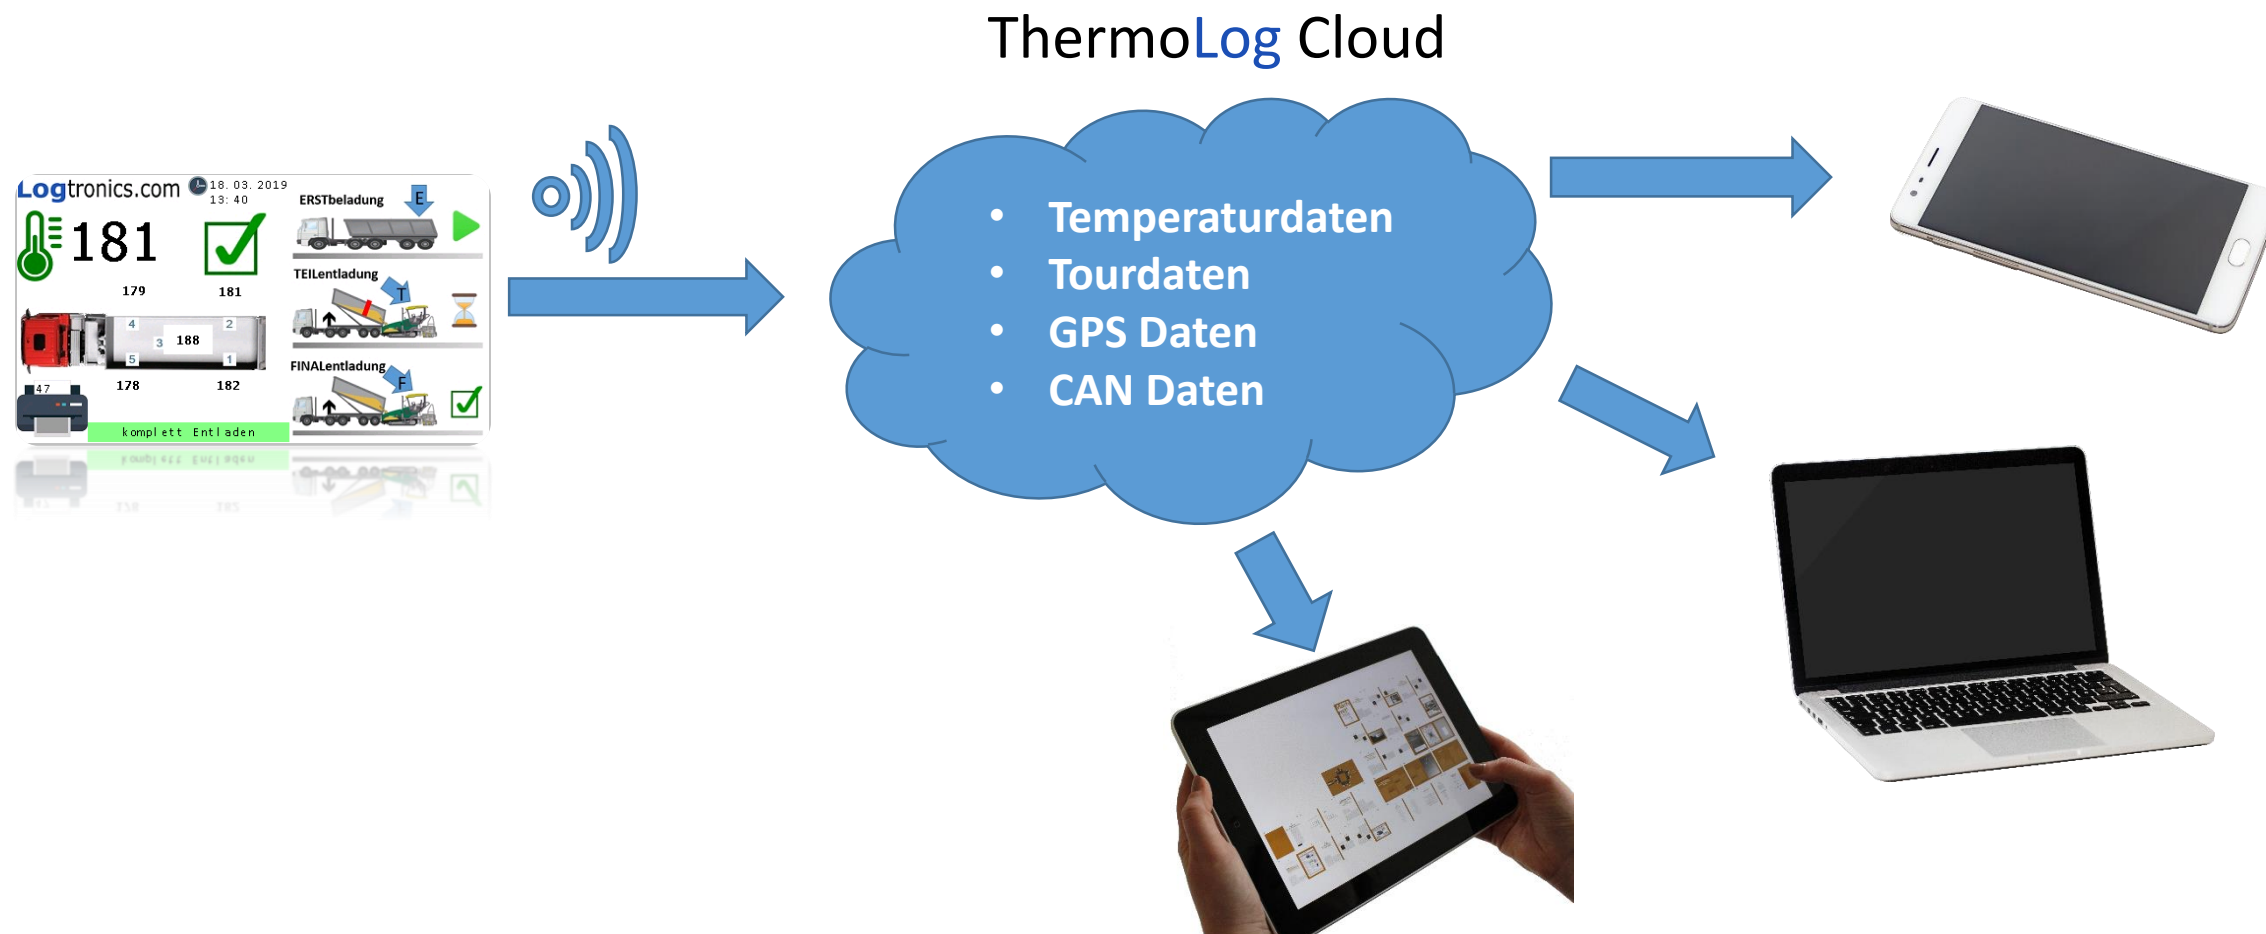 ThermoLog Cloud
Logtronics.com
18. 03. 2019
13: 40
181
179
181
4
2
3
188
5
1
178
182
47
komplett Entladen
ERSTbeladung
E
TEILentladung
T
FINALentladung
F
• Temperaturdaten
• Tourdaten
• GPS Daten
• CAN Daten